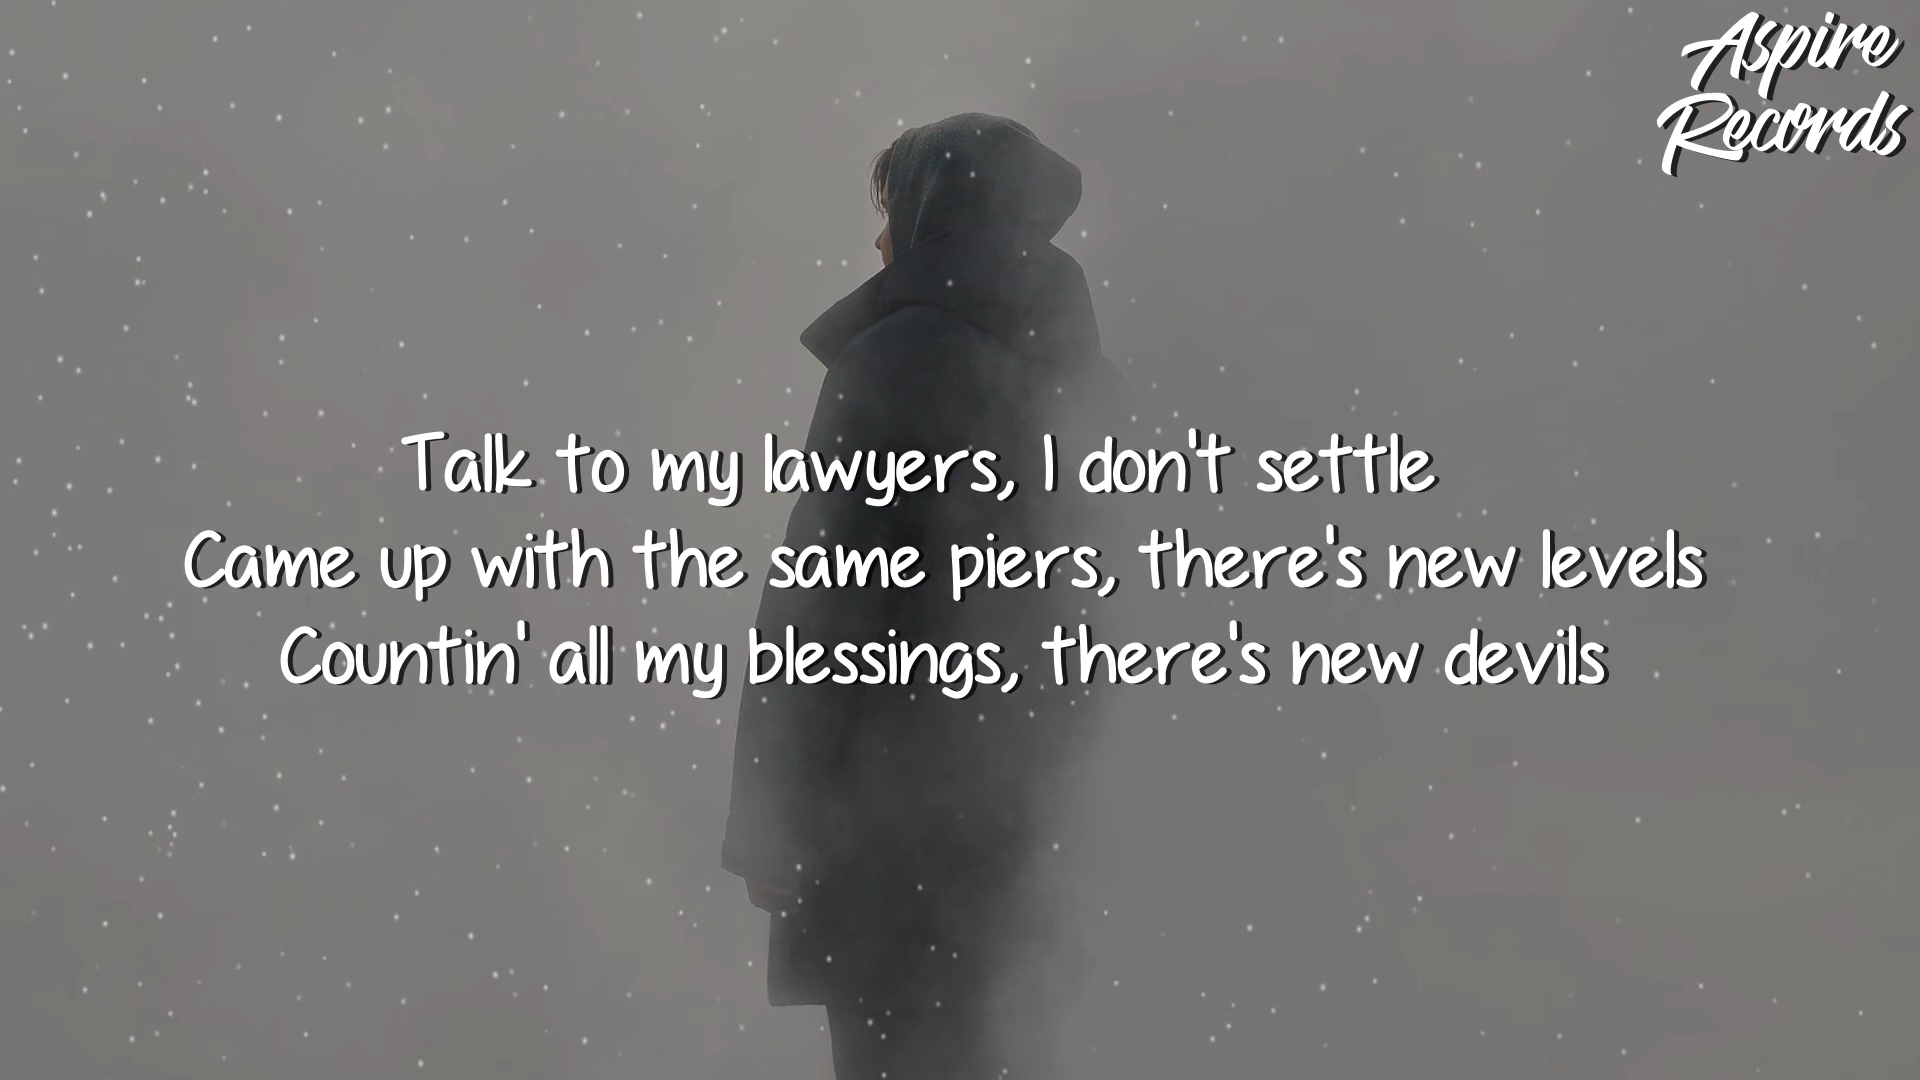 Aspire
Records
Talk to my lawyers, I don't settle
Came up with the same piers, there's new levels
Countin' all my blessings, there's new devils